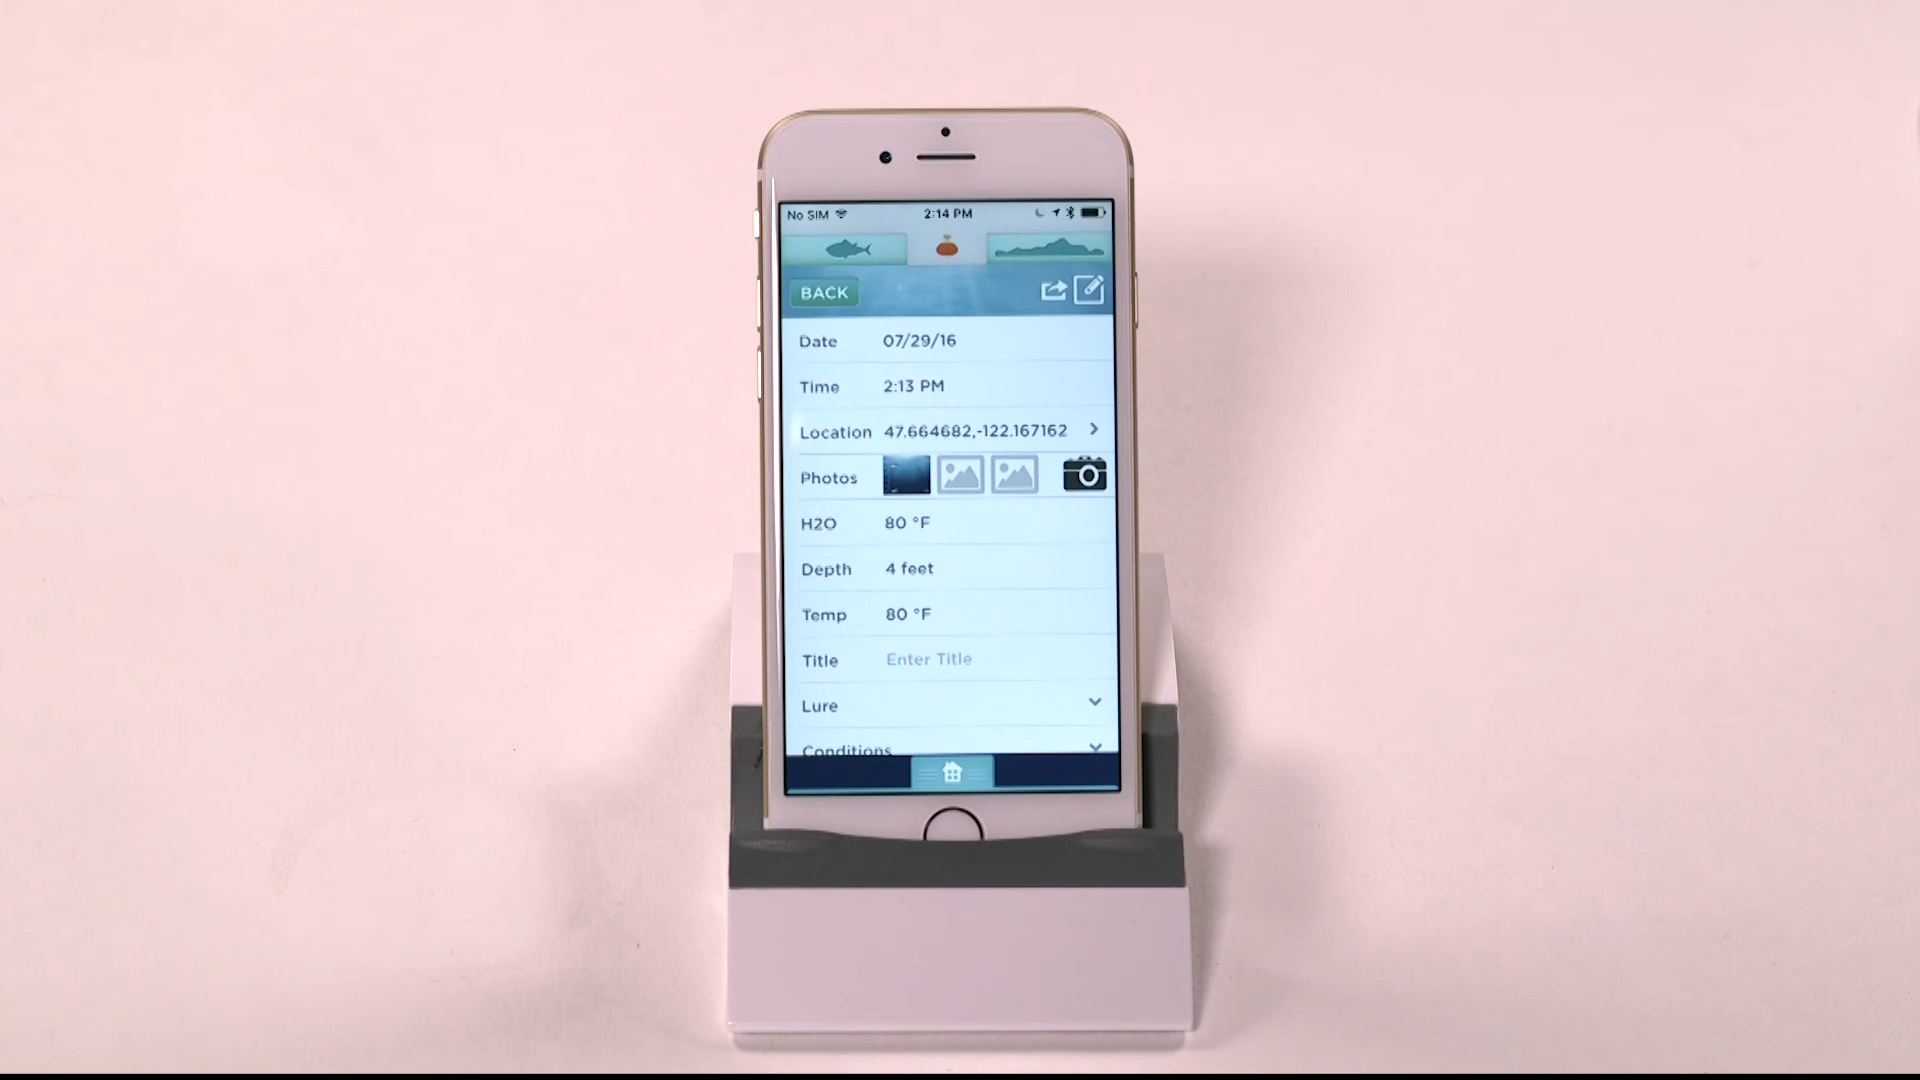 No SIM 2:14 PM
BACK
Date 07/29/16
Time 2:13 PM
Location 47.664682,-122.167162
Photos
H2O 80 °F
Depth 4 feet
Temp 80 °F
Title Enter Title
Lure
Conditions